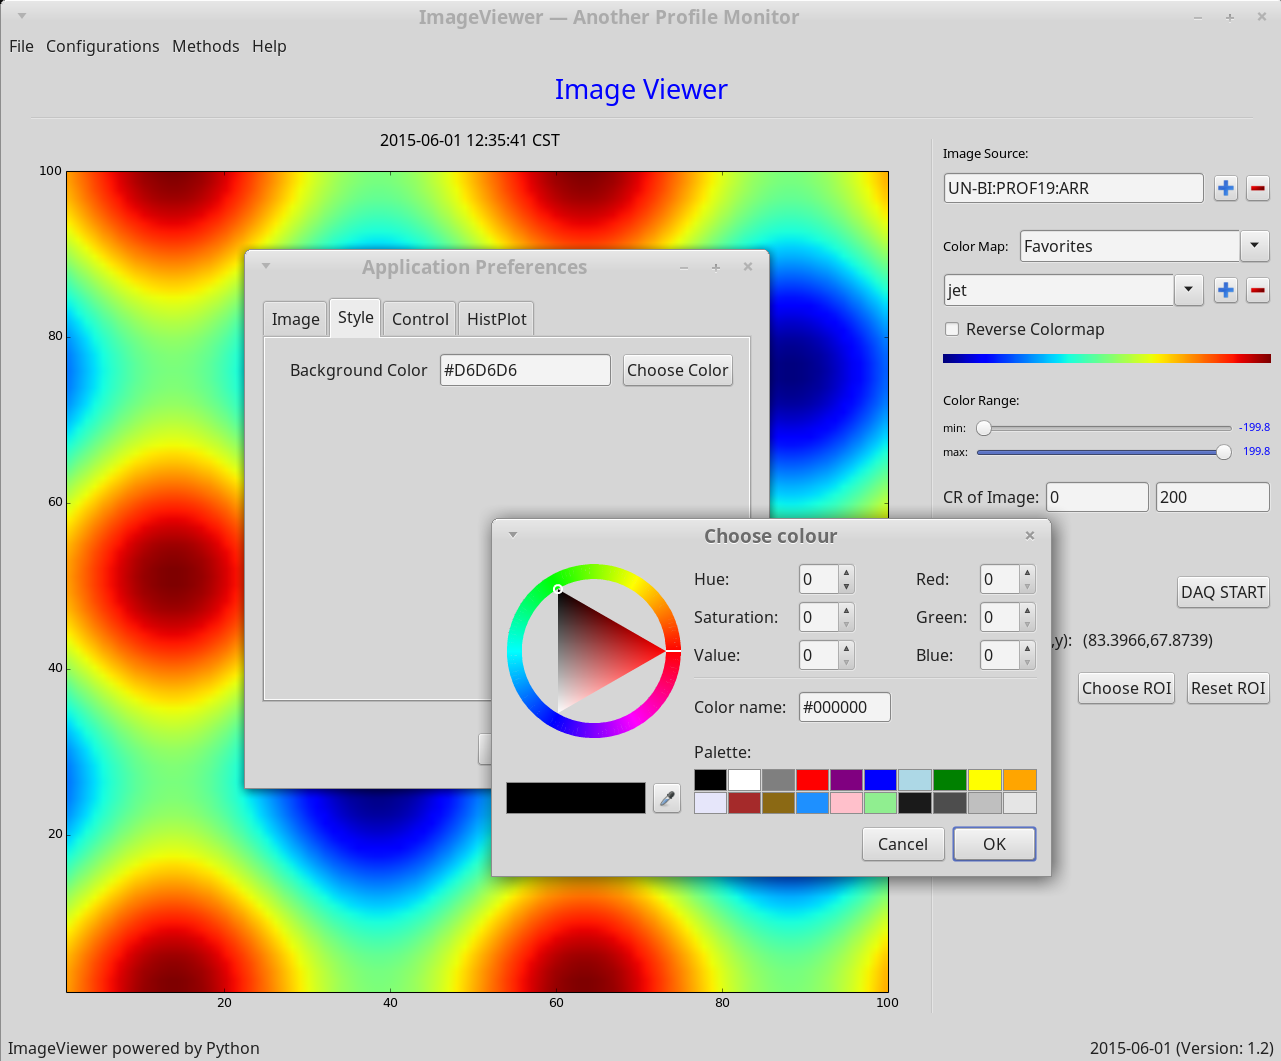 ImageViewer — Another Profile Monitor
File Configurations Methods Help
Image Viewer
2015-06-01 12:35:41 CST
100
80
60
40
20
20 40 60 80 100
Image Source:
UN-BI:PROF19:ARR
Color Map: Favorites
jet
Reverse Colormap
Color Range:
min: -199.8
max: 199.8
CR of Image: 0 200
DAQ START
,y): (83.3966,67.8739)
Choose ROI Reset ROI
Application Preferences
Image Style Control HistPlot
Background Color #D6D6D6 Choose Color
Choose colour
Hue: 0 Red: 0
Saturation: 0 Green: 0
Value: 0 Blue: 0
Color name: #000000
Palette:
Cancel OK
ImageViewer powered by Python
2015-06-01 (Version: 1.2)